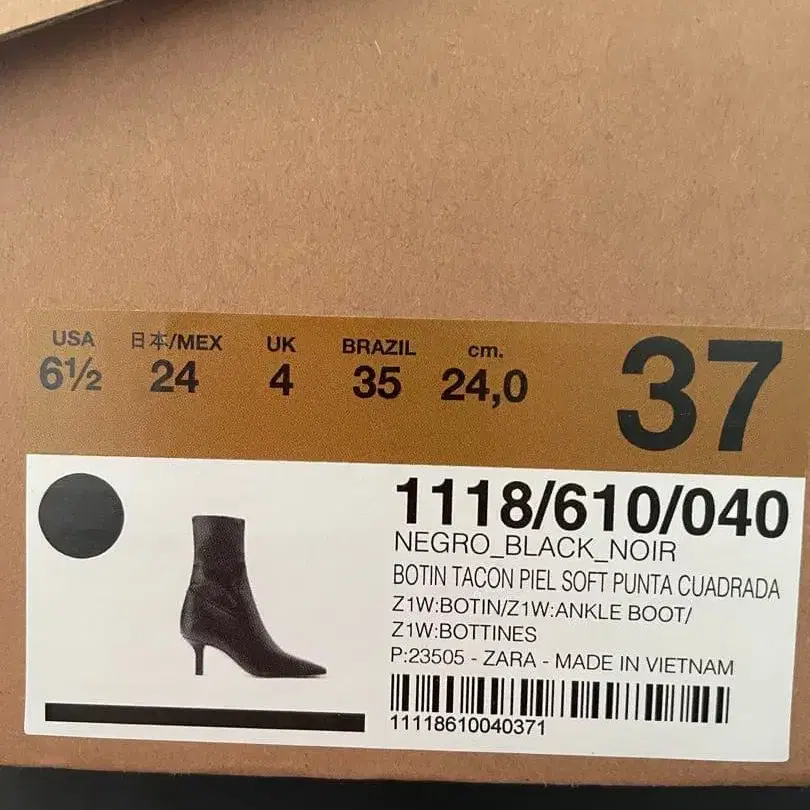 USA 日本/MEX UK BRAZIL cm.
6½ 24 4 35 24,0
37
1118/610/040
NEGRO_BLACK_NOIR
BOTIN TACON PIEL SOFT PUNTA CUADRADA
Z1W:BOTIN/Z1W:ANKLE BOOT/
Z1W:BOTTINES
P:23505 - ZARA - MADE IN VIETNAM
11118610040371